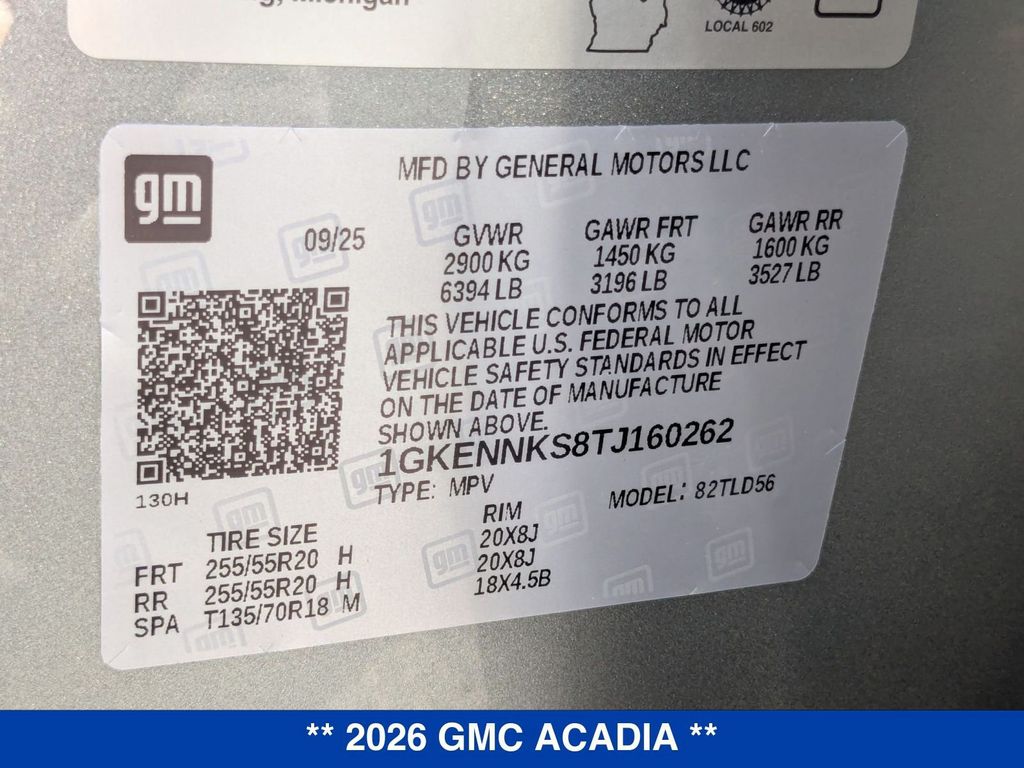 Michigan
LOCAL 602
gm
MFD BY GENERAL MOTORS LLC
09/25
GVWR GAWR FRT GAWR RR
2900 KG 1450 KG 1600 KG
6394 LB 3196 LB 3527 LB
THIS VEHICLE CONFORMS TO ALL
APPLICABLE U.S. FEDERAL MOTOR
VEHICLE SAFETY STANDARDS IN EFFECT
ON THE DATE OF MANUFACTURE
SHOWN ABOVE.
1GKENNKS8TJ160262
TYPE: MPV MODEL: 82TLD56
130H
TIRE SIZE RIM
FRT 255/55R20 H 20X8J
RR 255/55R20 H 20X8J
SPA T135/70R18 M 18X4.5B
** 2026 GMC ACADIA **